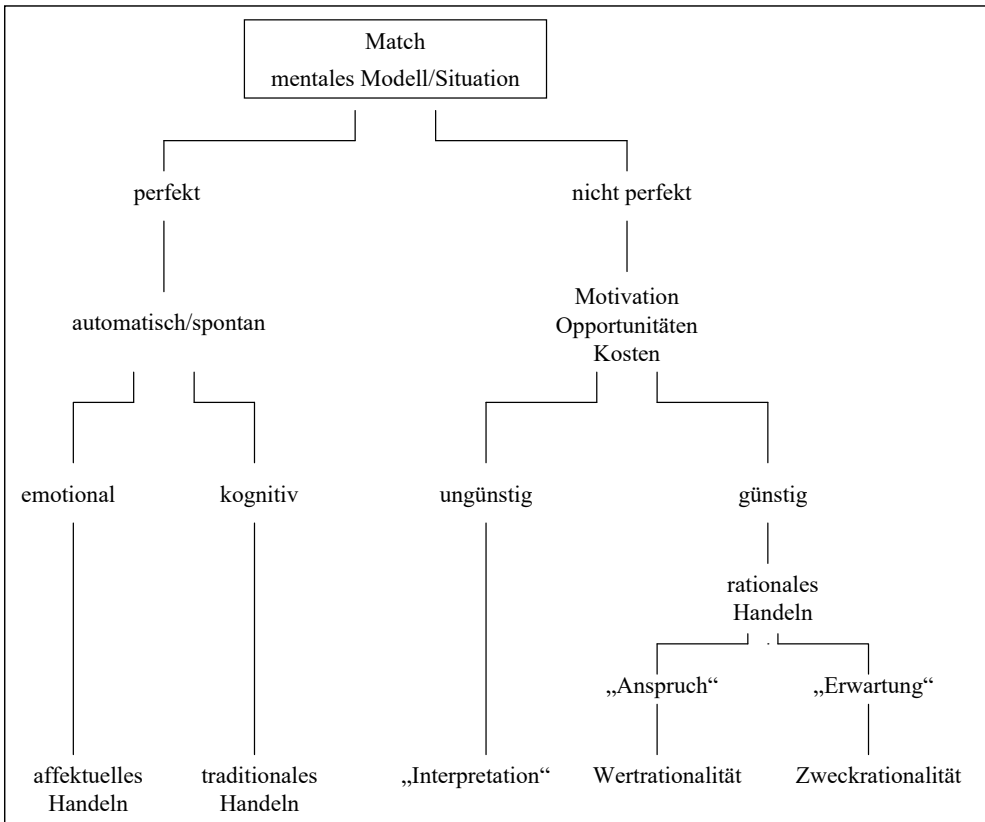 Match
mentales Modell/Situation
perfekt
nicht perfekt
automatisch/spontan
Motivation
Opportunitäten
Kosten
emotional
kognitiv
ungünstig
günstig
rationales
Handeln
„Anspruch“
„Erwartung“
affektuelles
Handeln
traditionales
Handeln
„Interpretation“
Wertrationalität
Zweckrationalität